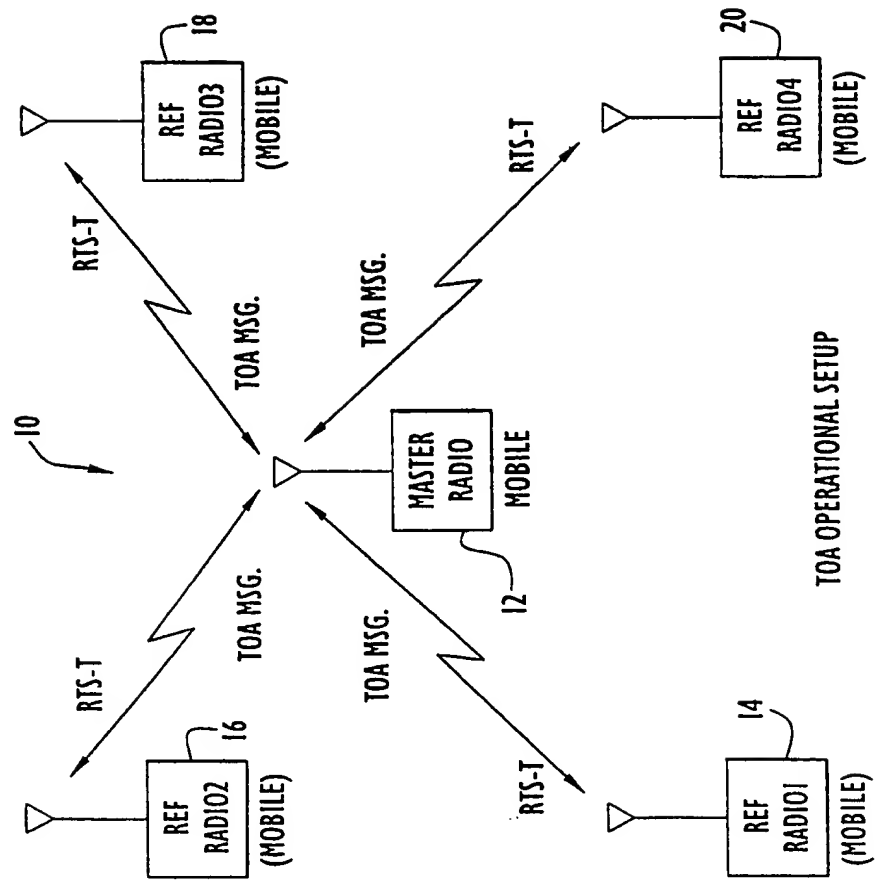 10
REF
RADIO2
(MOBILE)
16
RTS-T
TOA MSG.
REF
RADIO3
(MOBILE)
18
RTS-T
TOA MSG.
MASTER
RADIO
MOBILE
12
REF
RADIO1
(MOBILE)
14
RTS-T
TOA MSG.
REF
RADIO4
(MOBILE)
20
RTS-T
TOA MSG.
TOA OPERATIONAL SETUP